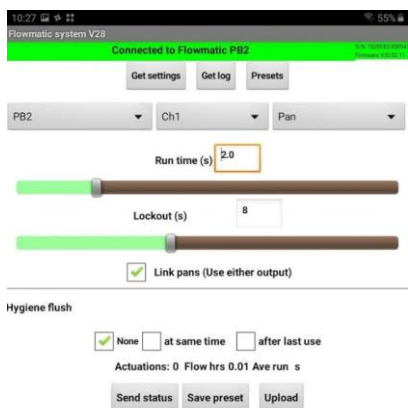 10:27 55%
Flowmatic system V28
Connected to Flowmatic PB2
Get settings Get log Presets
PB2 Ch1 Pan
Run time (s) 2.0
Lockout (s) 8
Link pans (Use either output)
Hygiene flush
None at same time after last use
Actuations: 0 Flow hrs 0.01 Ave run s
Send status Save preset Upload